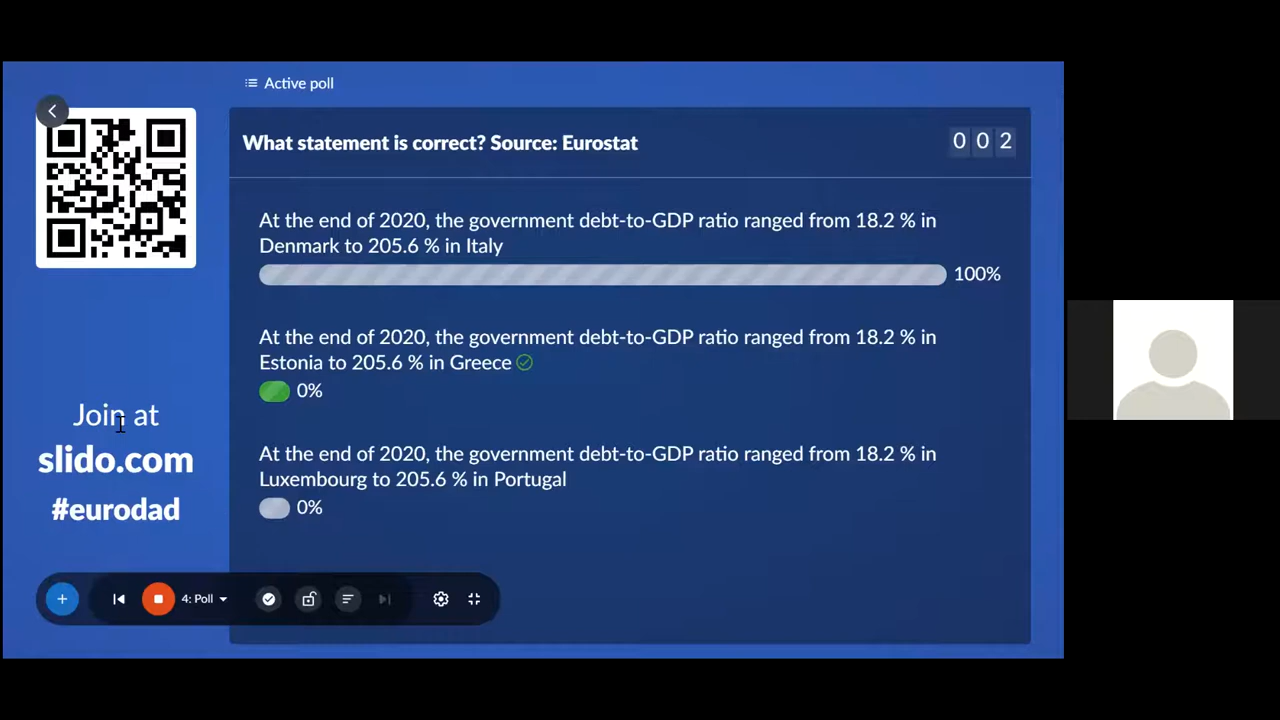 Active poll
What statement is correct? Source: Eurostat
002
At the end of 2020, the government debt-to-GDP ratio ranged from 18.2 % in
Denmark to 205.6 % in Italy
100%
At the end of 2020, the government debt-to-GDP ratio ranged from 18.2 % in
Estonia to 205.6 % in Greece
0%
At the end of 2020, the government debt-to-GDP ratio ranged from 18.2 % in
Luxembourg to 205.6 % in Portugal
0%
Join at
slido.com
#eurodad
4: Poll